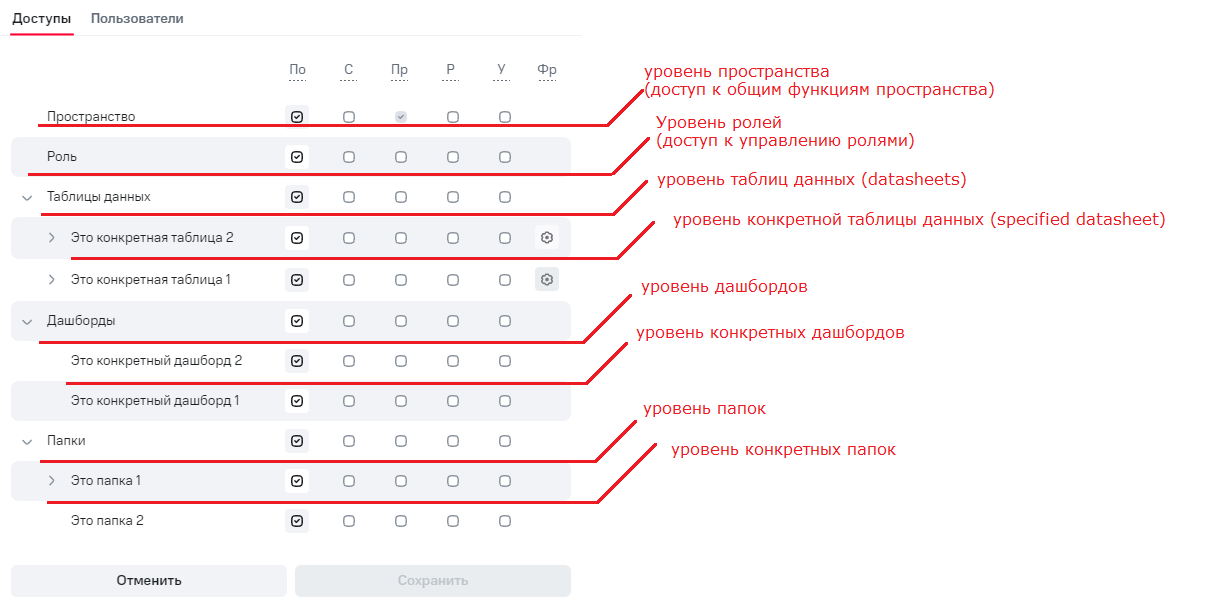 Доступы Пользователи
По С Пр Р У Фр
уровень пространства
(доступ к общим функциям пространства)
Пространство
Уровень ролей
(доступ к управлению ролями)
Роль
уровень таблиц данных (datasheets)
Таблицы данных
уровень конкретной таблицы данных (specified datasheet)
Это конкретная таблица 2
Это конкретная таблица 1
уровень дашбордов
Дашборды
уровень конкретных дашбордов
Это конкретный дашборд 2
Это конкретный дашборд 1
уровень папок
Папки
уровень конкретных папок
Это папка 1
Это папка 2
Отменить Сохранить